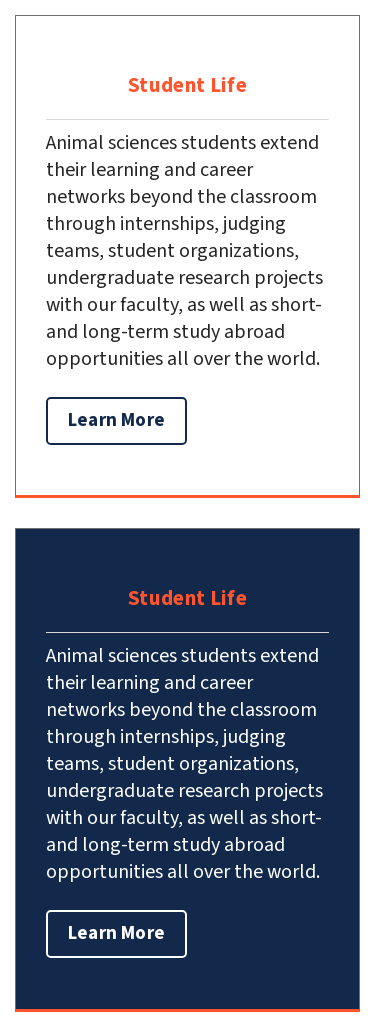 Student Life
Animal sciences students extend
their learning and career
networks beyond the classroom
through internships, judging
teams, student organizations,
undergraduate research projects
with our faculty, as well as short-
and long-term study abroad
opportunities all over the world.
Learn More
Student Life
Animal sciences students extend
their learning and career
networks beyond the classroom
through internships, judging
teams, student organizations,
undergraduate research projects
with our faculty, as well as short-
and long-term study abroad
opportunities all over the world.
Learn More